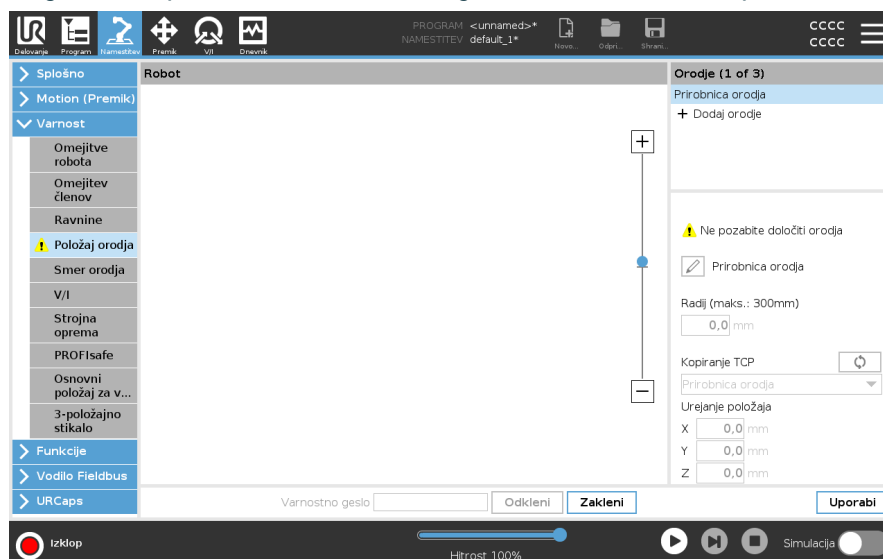 UR
Delovanje
Program
Namestitev
Premik
V/I
Dnevnik
PROGRAM <unnamed>*
NAMESTITEV default_1*
Novo...
Odpri...
Shrani...
CCCC
CCCC
Splošno
Motion (Premik)
Varnost
Omejitve
robota
Omejitev
členov
Ravnine
Položaj orodja
Smer orodja
V/I
Strojna
oprema
PROFIsafe
Osnovni
položaj za v...
3-položajno
stikalo
Funkcije
Vodilo Fieldbus
URCaps
Robot
Orodje (1 of 3)
Prirobnica orodja
+ Dodaj orodje
Ne pozabite določiti orodja
Prirobnica orodja
Radij (maks.: 300mm)
0,0 mm
Kopiranje TCP
Prirobnica orodja
Urejanje položaja
X 0,0 mm
Y 0,0 mm
Z 0,0 mm
Varnostno geslo
Odkleni
Zakleni
Uporabi
Izklop
Hitrost 100%
Simulacija